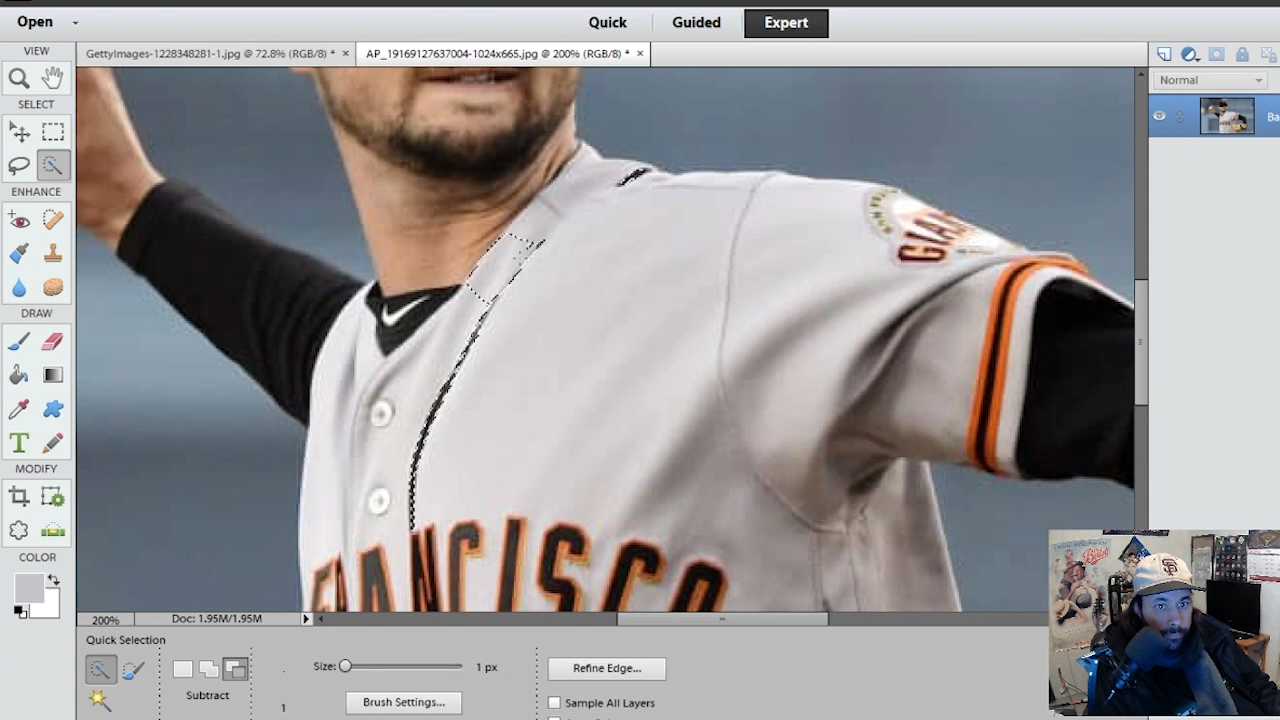 Open
Quick
Guided
Expert
VIEW
GettyImages-1228348281-1.jpg @ 72.8% (RGB/8) * ×
AP_19169127637004-1024x665.jpg @ 200% (RGB/8) * ×
Normal
SELECT
Ba
ENHANCE
GIA
DRAW
T
MODIFY
FRANCISCO
COLOR
200%
Doc: 1.95M/1.95M
Quick Selection
Size:
1 px
Refine Edge...
Subtract
1
Brush Settings...
Sample All Layers